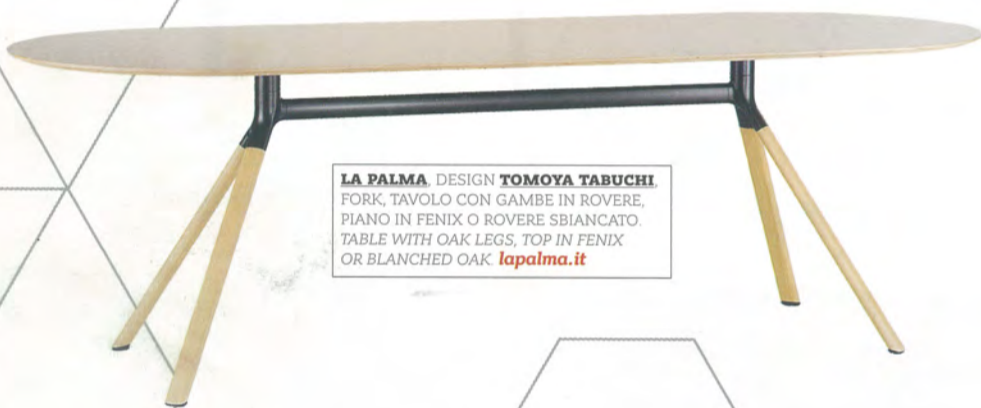 LA PALMA, DESIGN TOMOYA TABUCHI,
FORK, TAVOLO CON GAMBE IN ROVERE,
PIANO IN FENIX O ROVERE SBIANCATO.
TABLE WITH OAK LEGS, TOP IN FENIX
OR BLANCHED OAK. lapalma.it